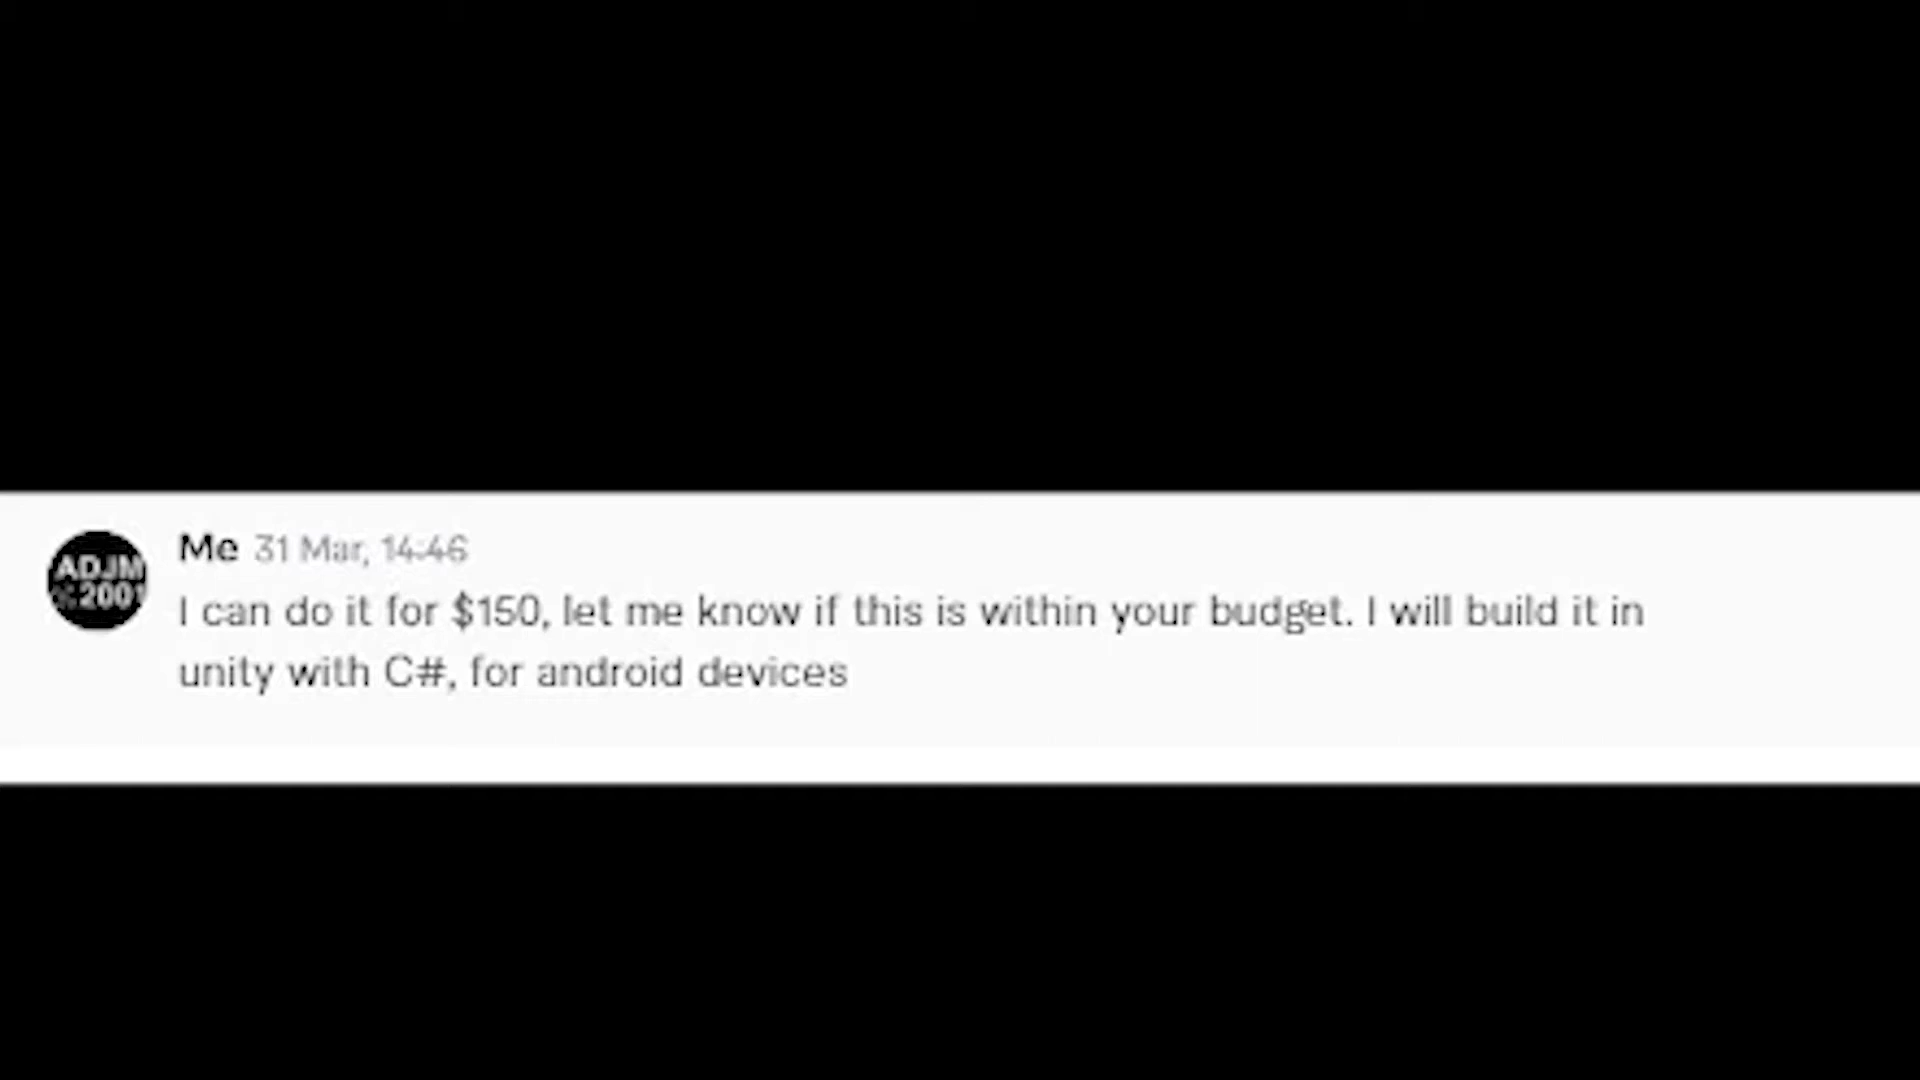 ADJM
2001
Me 31 Mar, 14:46
I can do it for $150, let me know if this is within your budget. I will build it in
unity with C#, for android devices